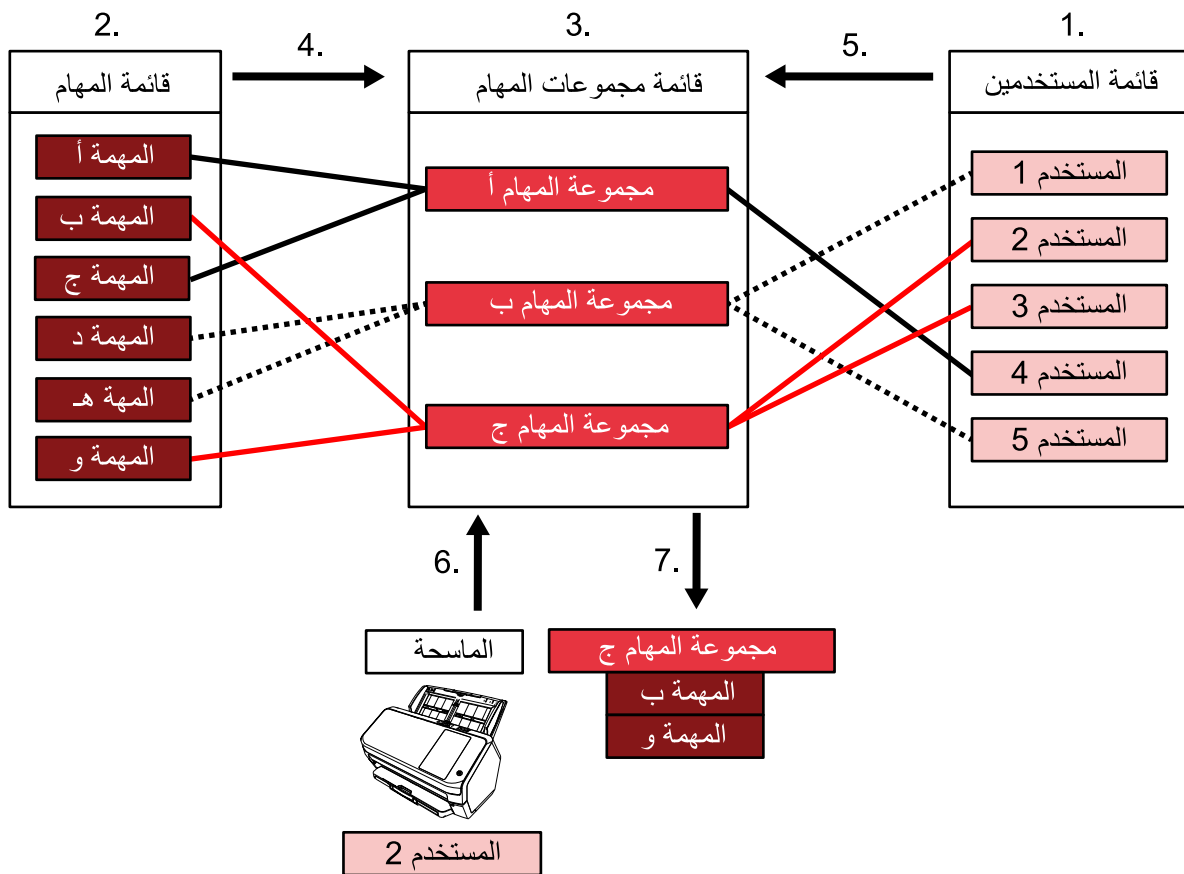 1.
5.
3.
4.
2.
قائمة المستخدمين
قائمة مجموعات المهام
قائمة المهام
المستخدم 1
المستخدم 2
المستخدم 3
المستخدم 4
المستخدم 5
مجموعة المهام أ
مجموعة المهام ب
مجموعة المهام ج
المهمة أ
المهمة ب
المهمة ج
المهمة د
المهة هـ
المهمة و
6.
7.
الماسحة
المستخدم 2
مجموعة المهام ج
المهمة ب
المهمة و